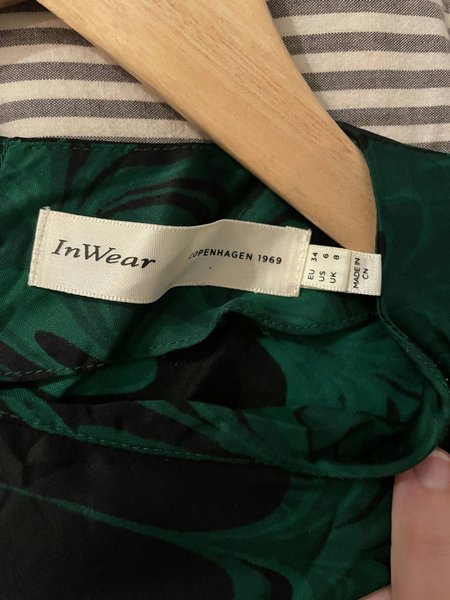 InWear
COPENHAGEN 1969
EU 34
US 6
UK 8
MADE IN
CN